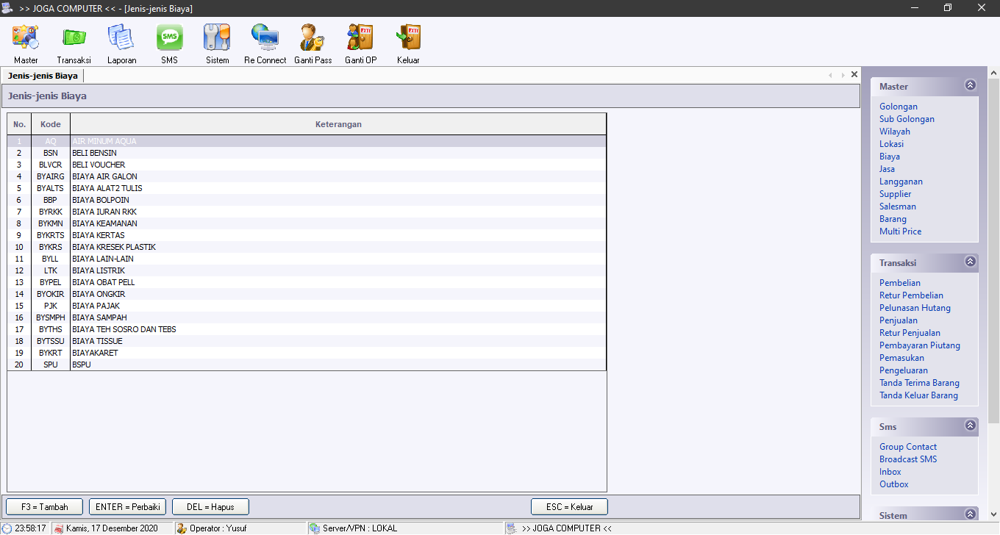 >> JOGA COMPUTER << - [Jenis-jenis Biaya]
Master Transaksi Laporan SMS Sistem Re Connect Ganti Pass Ganti OP Keluar
Jenis-jenis Biaya
Jenis-jenis Biaya
No. Kode Keterangan
1 AQ AIR MINUM AQUA
2 BSN BELI BENSIN
3 BLVCR BELI VOUCHER
4 BYAIRG BIAYA AIR GALON
5 BYALTS BIAYA ALAT2 TULIS
6 BBP BIAYA BOLPOIN
7 BYRKK BIAYA IURAN RKK
8 BYKMN BIAYA KEAMANAN
9 BYKRTS BIAYA KERTAS
10 BYKRS BIAYA KRESEK PLASTIK
11 BYLL BIAYA LAIN-LAIN
12 LTK BIAYA LISTRIK
13 BYPEL BIAYA OBAT PELL
14 BYOKIR BIAYA ONGKIR
15 PJK BIAYA PAJAK
16 BYSMPH BIAYA SAMPAH
17 BYTHS BIAYA TEH SOSRO DAN TEBS
18 BYTSSU BIAYA TISSUE
19 BYKRT BIAYAKARET
20 SPU BSPU
F3 = Tambah ENTER = Perbaiki DEL = Hapus ESC = Keluar
Master
Golongan
Sub Golongan
Wilayah
Lokasi
Biaya
Jasa
Langganan
Supplier
Salesman
Barang
Multi Price
Transaksi
Pembelian
Retur Pembelian
Pelunasan Hutang
Penjualan
Retur Penjualan
Pembayaran Piutang
Pemasukan
Pengeluaran
Tanda Terima Barang
Tanda Keluar Barang
Sms
Group Contact
Broadcast SMS
Inbox
Outbox
Sistem
23:58:17 Kamis, 17 Desember 2020 Operator : Yusuf Server/VPN : LOKAL >> JOGA COMPUTER <<